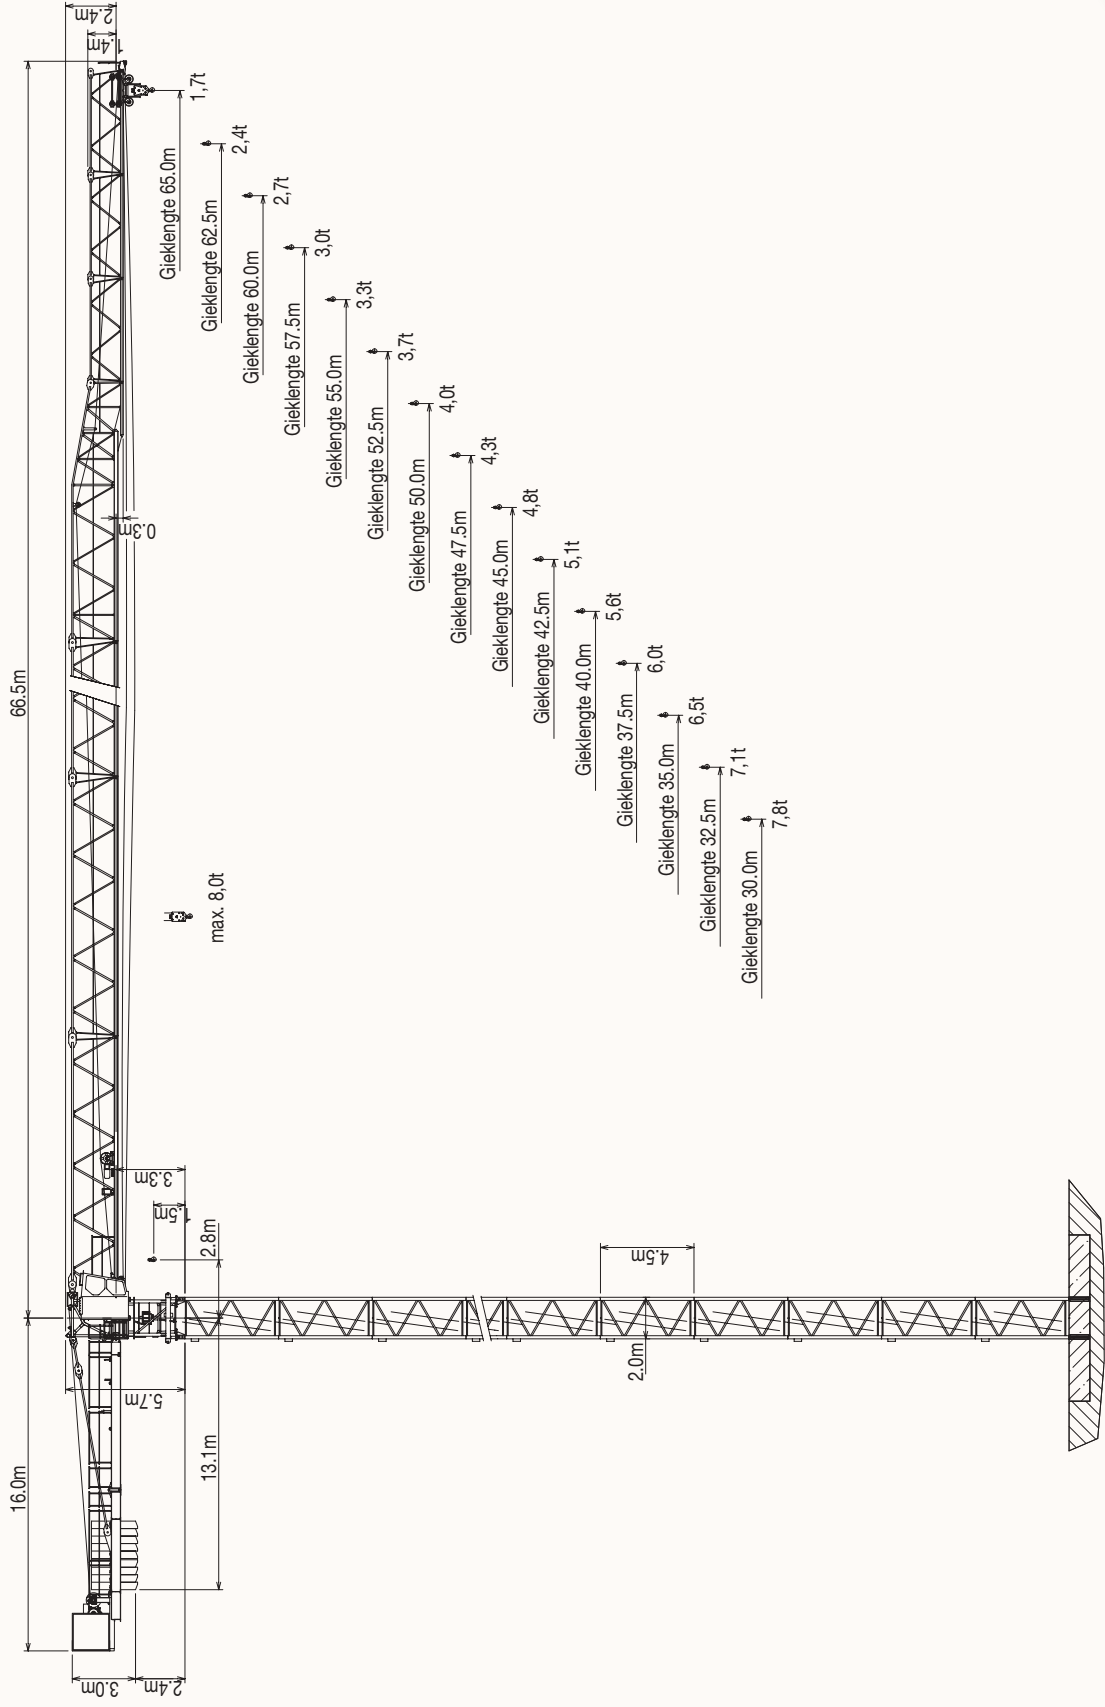 2.4m
1.4m
66.5m
16.0m
0.3m
3.3m
1.5m
2.8m
5.7m
13.1m
3.0m
2.4m
4.5m
2.0m
max. 8,0t
Gieklengte 65.0m
1,7t
Gieklengte 62.5m
2,4t
Gieklengte 60.0m
2,7t
Gieklengte 57.5m
3,0t
Gieklengte 55.0m
3,3t
Gieklengte 52.5m
3,7t
Gieklengte 50.0m
4,0t
Gieklengte 47.5m
4,3t
Gieklengte 45.0m
4,8t
Gieklengte 42.5m
5,1t
Gieklengte 40.0m
5,6t
Gieklengte 37.5m
6,0t
Gieklengte 35.0m
6,5t
Gieklengte 32.5m
7,1t
Gieklengte 30.0m
7,8t